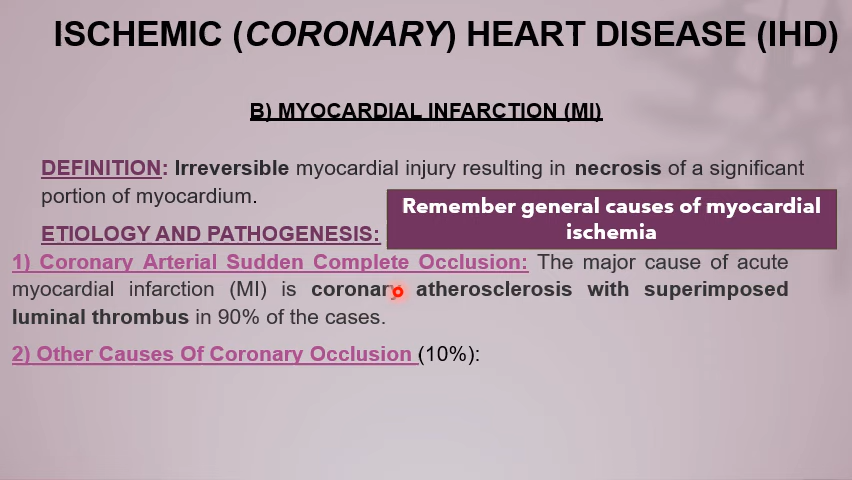 ISCHEMIC (CORONARY) HEART DISEASE (IHD)
B) MYOCARDIAL INFARCTION (MI)
DEFINITION: Irreversible myocardial injury resulting in necrosis of a significant
portion of myocardium.
Remember general causes of myocardial
ischemia
ETIOLOGY AND PATHOGENESIS:
1) Coronary Arterial Sudden Complete Occlusion: The major cause of acute
myocardial infarction (MI) is coronary atherosclerosis with superimposed
luminal thrombus in 90% of the cases.
2) Other Causes Of Coronary Occlusion (10%):